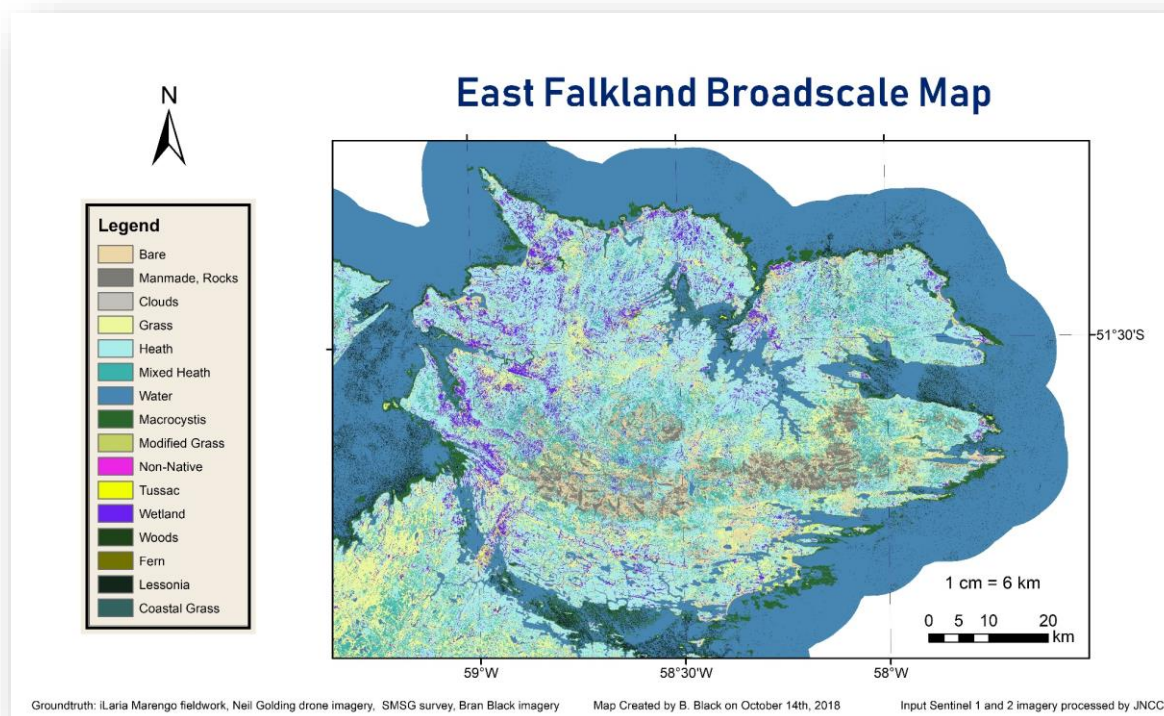 East Falkland Broadscale Map
N
Legend
Bare
Manmade, Rocks
Clouds
Grass
Heath
Mixed Heath
Water
Macrocystis
Modified Grass
Non-Native
Tussac
Wetland
Woods
Fern
Lessonia
Coastal Grass
51°30'S
1 cm = 6 km
0 5 10 20
km
59°W 58°30'W 58°W
Groundtruth: iLaria Marengo fieldwork, Neil Golding drone imagery, SMSG survey, Bran Black imagery Map Created by B. Black on October 14th, 2018 Input Sentinel 1 and 2 imagery processed by JNCC